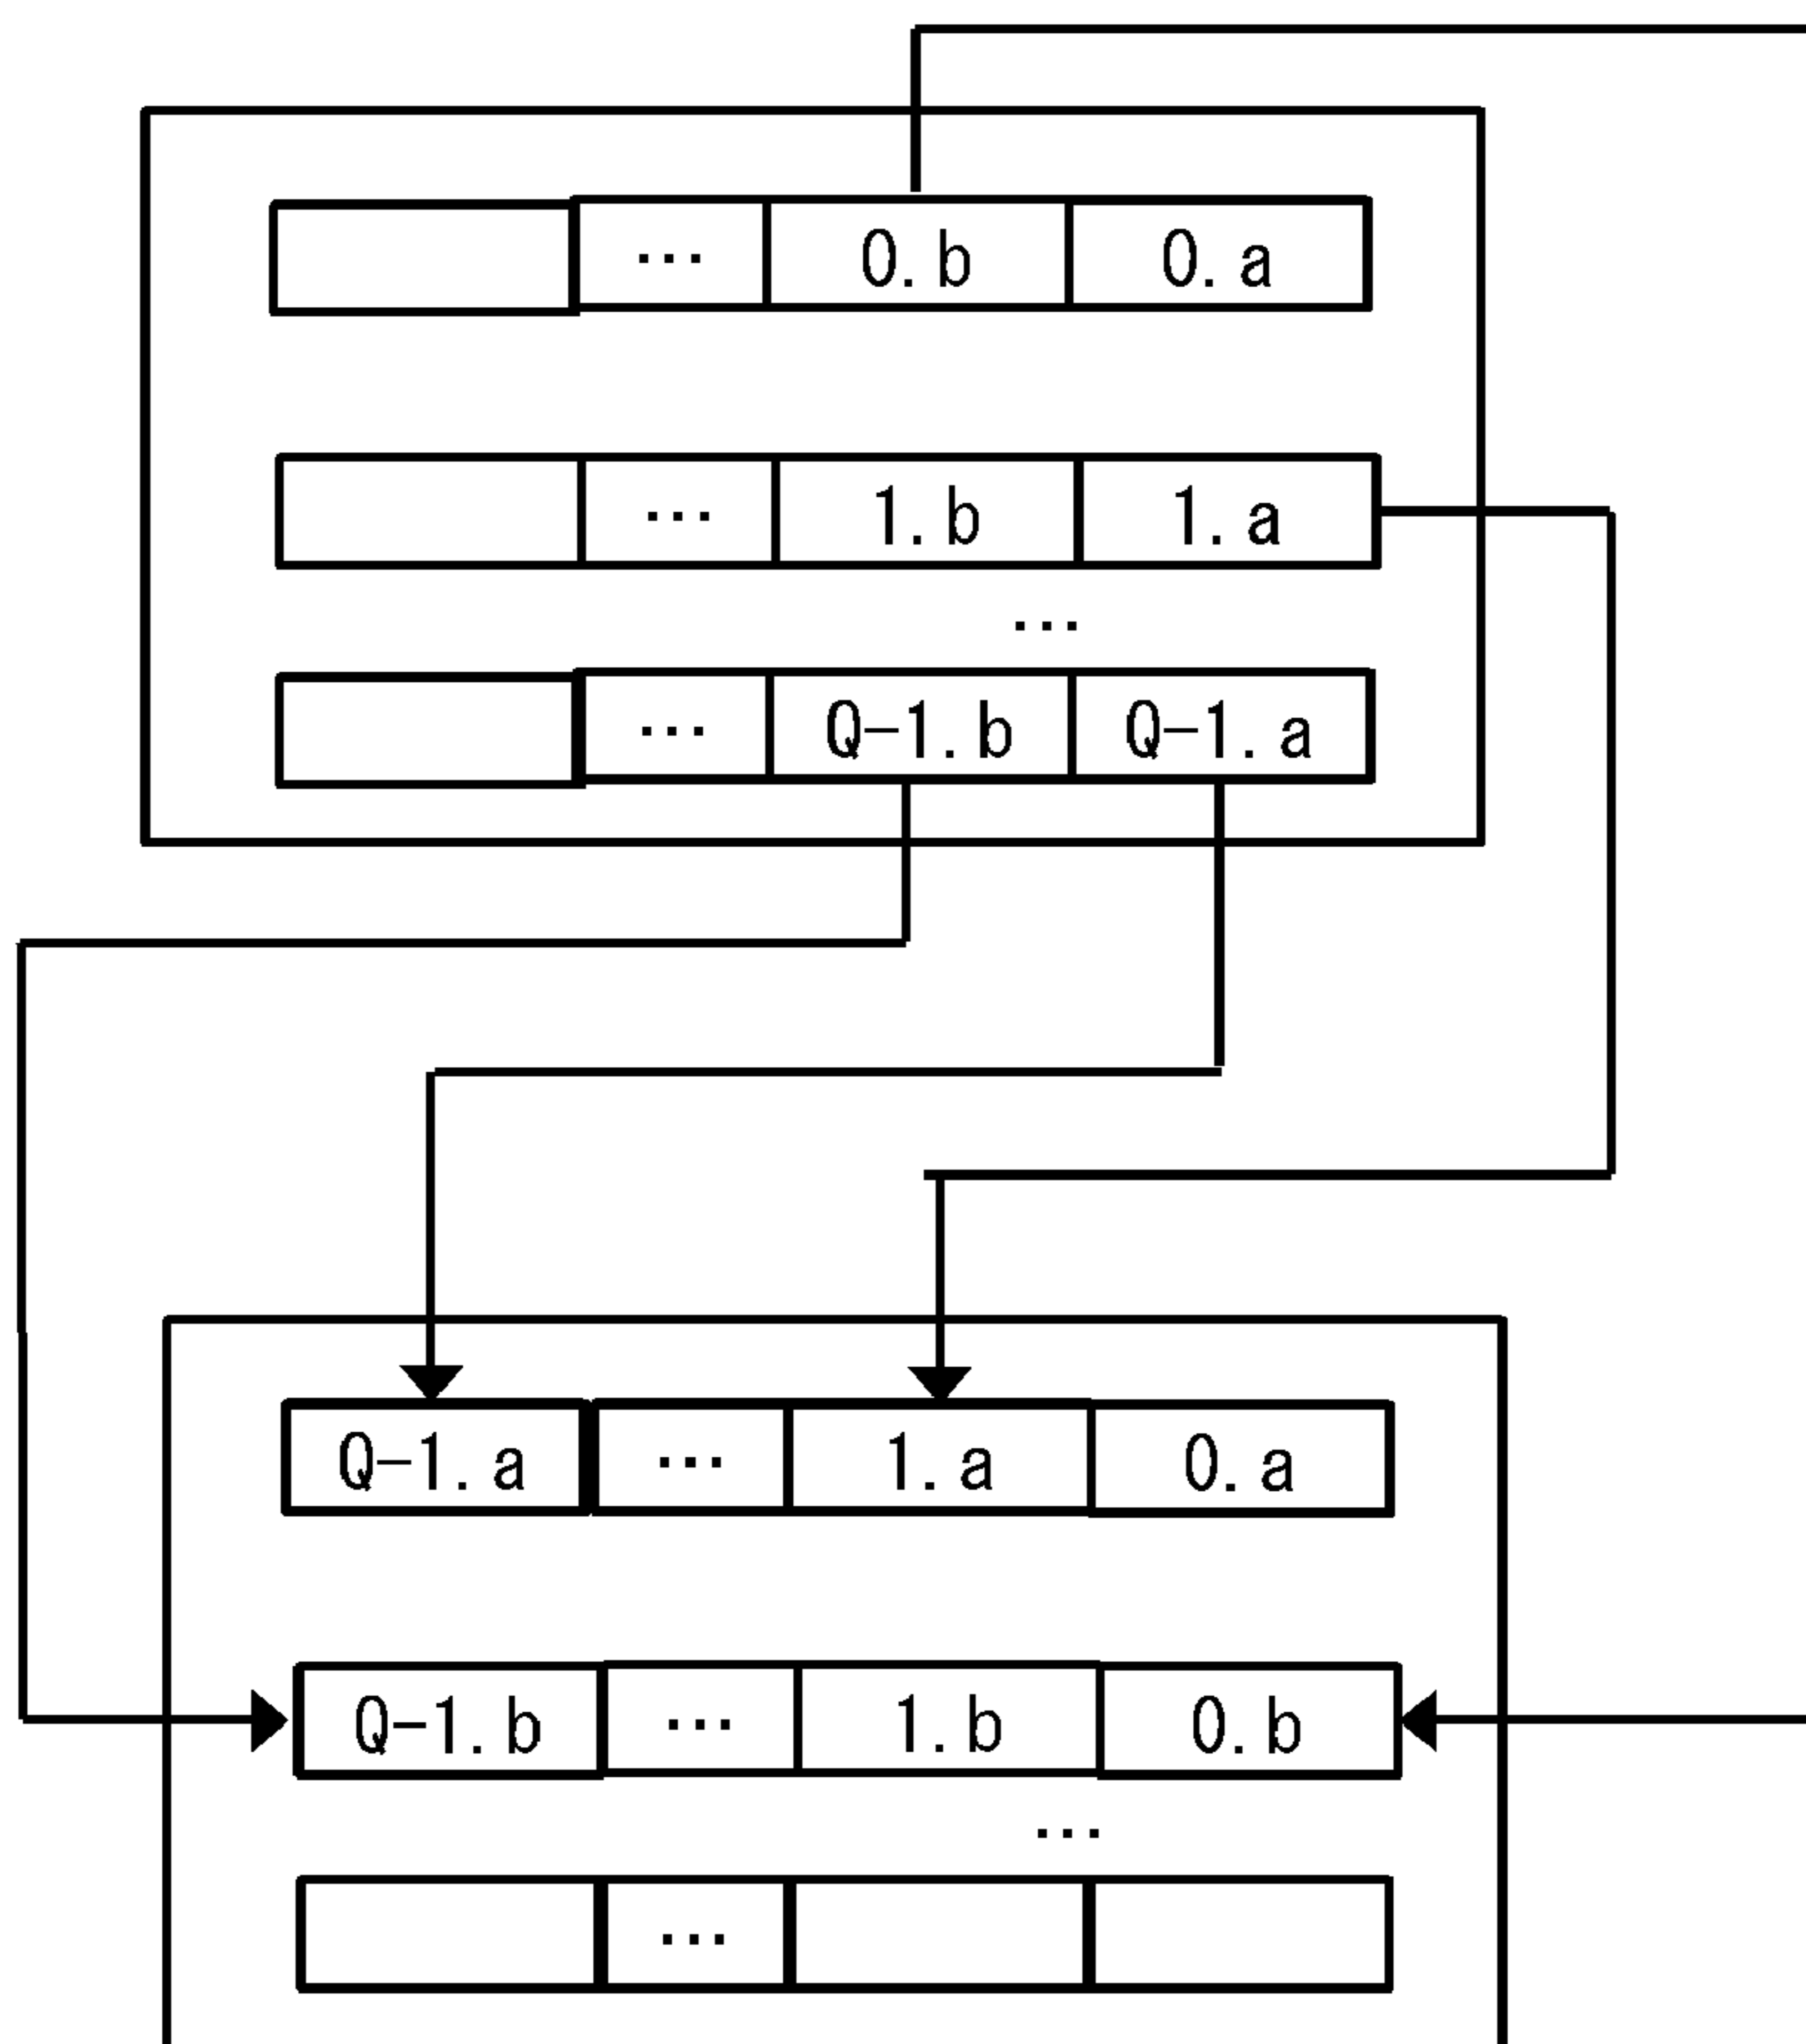 … 0.b 0.a
… 1.b 1.a
…
… Q-1.b Q-1.a
Q-1.a … 1.a 0.a
Q-1.b … 1.b 0.b
…
…